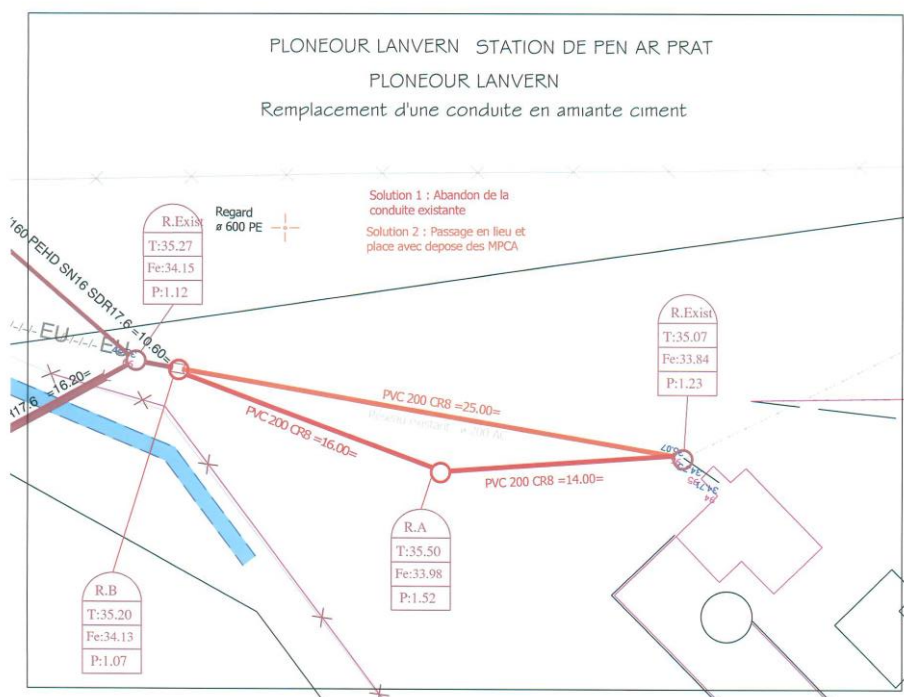 PLONEOUR LANVERN STATION DE PEN AR PRAT
PLONEOUR LANVERN
Remplacement d'une conduite en amiante ciment
Solution 1 : Abandon de la
conduite existante
Solution 2 : Passage en lieu et
place avec depose des MPCA
Regard
ø 600 PE
R.Exist
T:35.27
Fe:34.15
P:1.12
/160 PEHD SN16 SDR17.6 =10.60=
EU
17.6 =16.20=
R.Exist
T:35.07
Fe:33.84
P:1.23
PVC 200 CR8 =25.00=
PVC 200 CR8 =16.00=
PVC 200 CR8 =14.00=
R.A
T:35.50
Fe:33.98
P:1.52
R.B
T:35.20
Fe:34.13
P:1.07